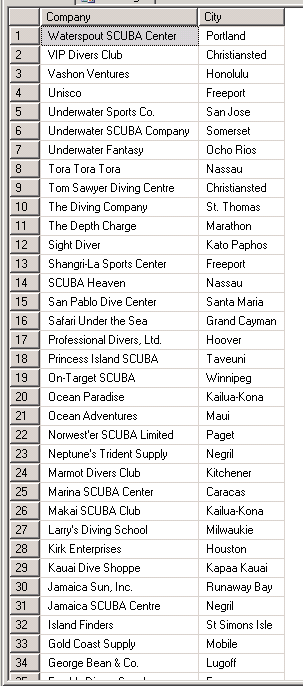 Company City
1 Waterspout SCUBA Center Portland
2 VIP Divers Club Christiansted
3 Vashon Ventures Honolulu
4 Unisco Freeport
5 Underwater Sports Co. San Jose
6 Underwater SCUBA Company Somerset
7 Underwater Fantasy Ocho Rios
8 Tora Tora Tora Nassau
9 Tom Sawyer Diving Centre Christiansted
10 The Diving Company St. Thomas
11 The Depth Charge Marathon
12 Sight Diver Kato Paphos
13 Shangri-La Sports Center Freeport
14 SCUBA Heaven Nassau
15 San Pablo Dive Center Santa Maria
16 Safari Under the Sea Grand Cayman
17 Professional Divers, Ltd. Hoover
18 Princess Island SCUBA Taveuni
19 On-Target SCUBA Winnipeg
20 Ocean Paradise Kailua-Kona
21 Ocean Adventures Maui
22 Norwest'er SCUBA Limited Paget
23 Neptune's Trident Supply Negril
24 Marmot Divers Club Kitchener
25 Marina SCUBA Center Caracas
26 Makai SCUBA Club Kailua-Kona
27 Larry's Diving School Milwaukie
28 Kirk Enterprises Houston
29 Kauai Dive Shoppe Kapaa Kauai
30 Jamaica Sun, Inc. Runaway Bay
31 Jamaica SCUBA Centre Negril
32 Island Finders St Simons Isle
33 Gold Coast Supply Mobile
34 George Bean & Co. Lugoff